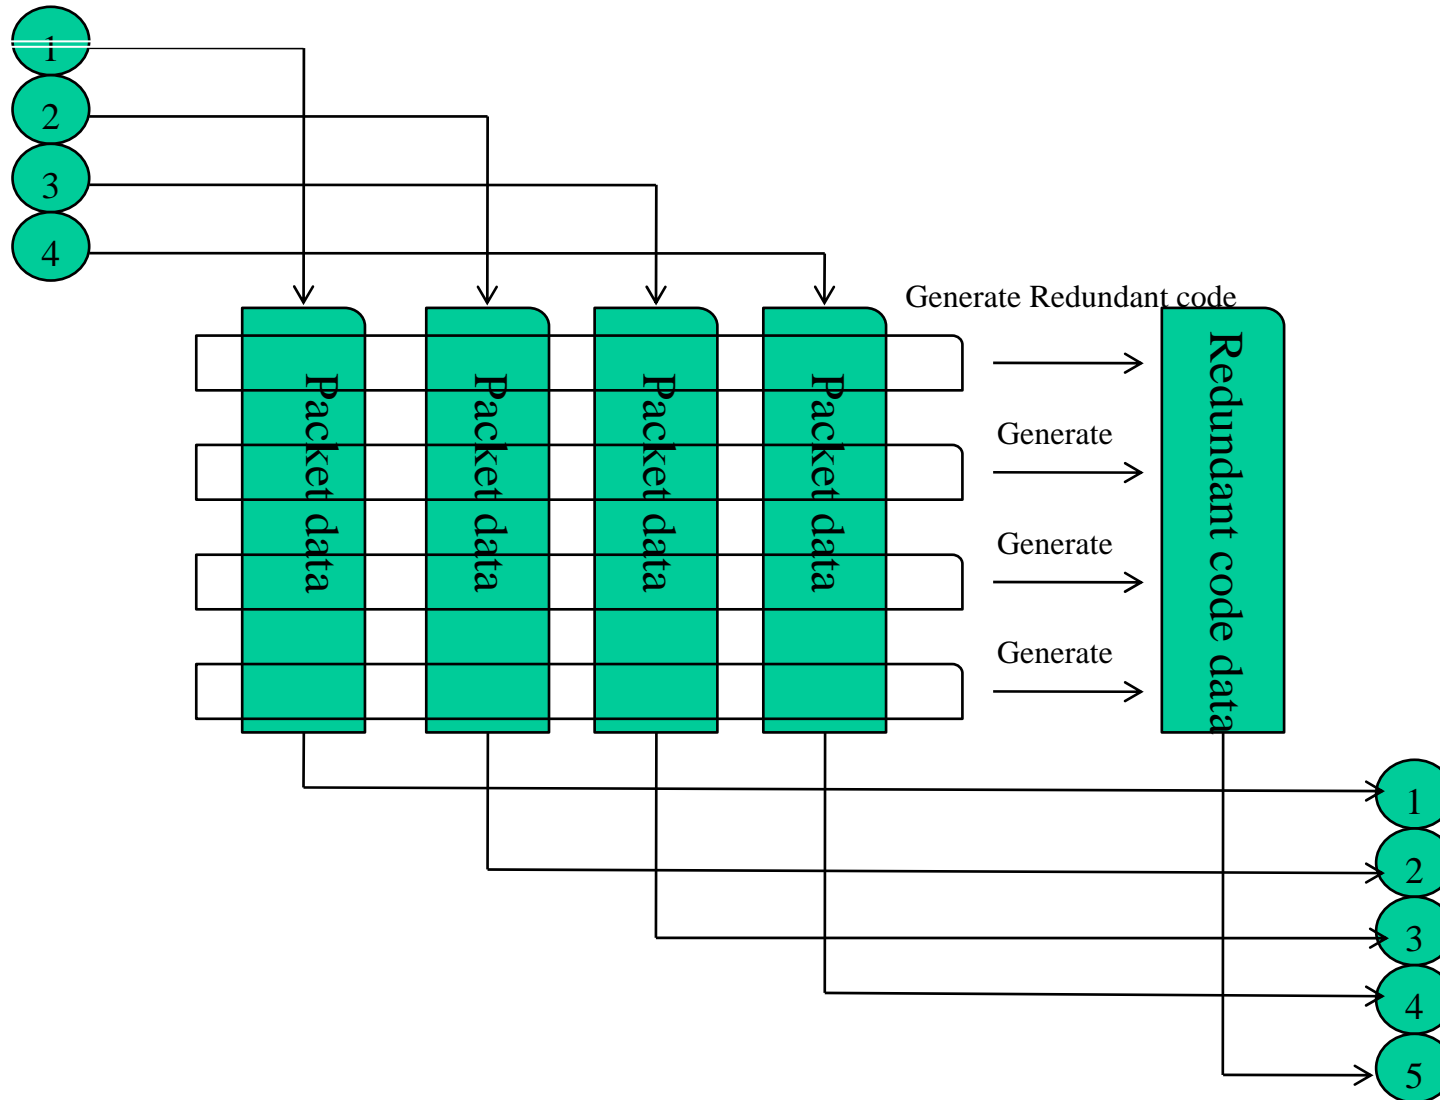 1
2
3
4
Generate Redundant code
Packet data
Packet data
Packet data
Packet data
Redundant code data
Generate
Generate
Generate
1
2
3
4
5